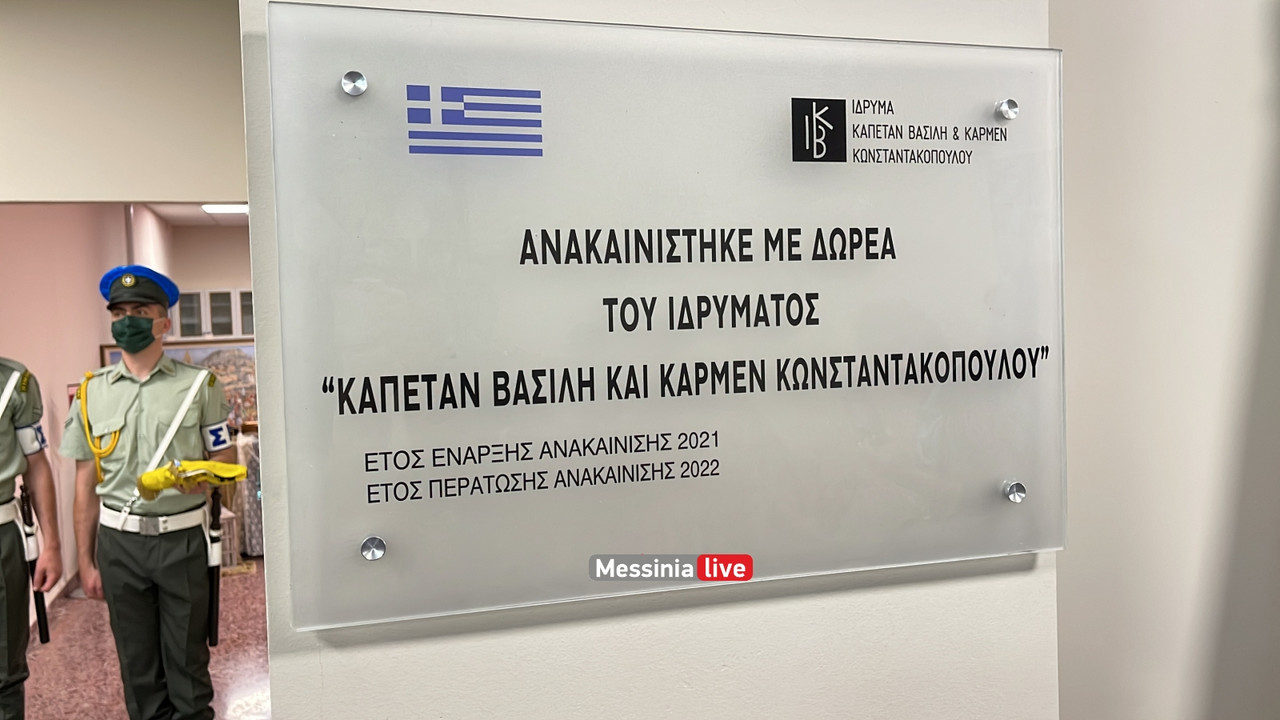 ΙΔΡΥΜΑ
ΚΑΠΕΤΑΝ ΒΑΣΙΛΗ & ΚΑΡΜΕΝ
ΚΩΝΣΤΑΝΤΑΚΟΠΟΥΛΟΥ
ΑΝΑΚΑΙΝΙΣΤΗΚΕ ΜΕ ΔΩΡΕΑ
ΤΟΥ ΙΔΡΥΜΑΤΟΣ
“ΚΑΠΕΤΑΝ ΒΑΣΙΛΗ ΚΑΙ ΚΑΡΜΕΝ ΚΩΝΣΤΑΝΤΑΚΟΠΟΥΛΟΥ”
ΕΤΟΣ ΕΝΑΡΞΗΣ ΑΝΑΚΑΙΝΙΣΗΣ 2021
ΕΤΟΣ ΠΕΡΑΤΩΣΗΣ ΑΝΑΚΑΙΝΙΣΗΣ 2022
Σ
Messinia live